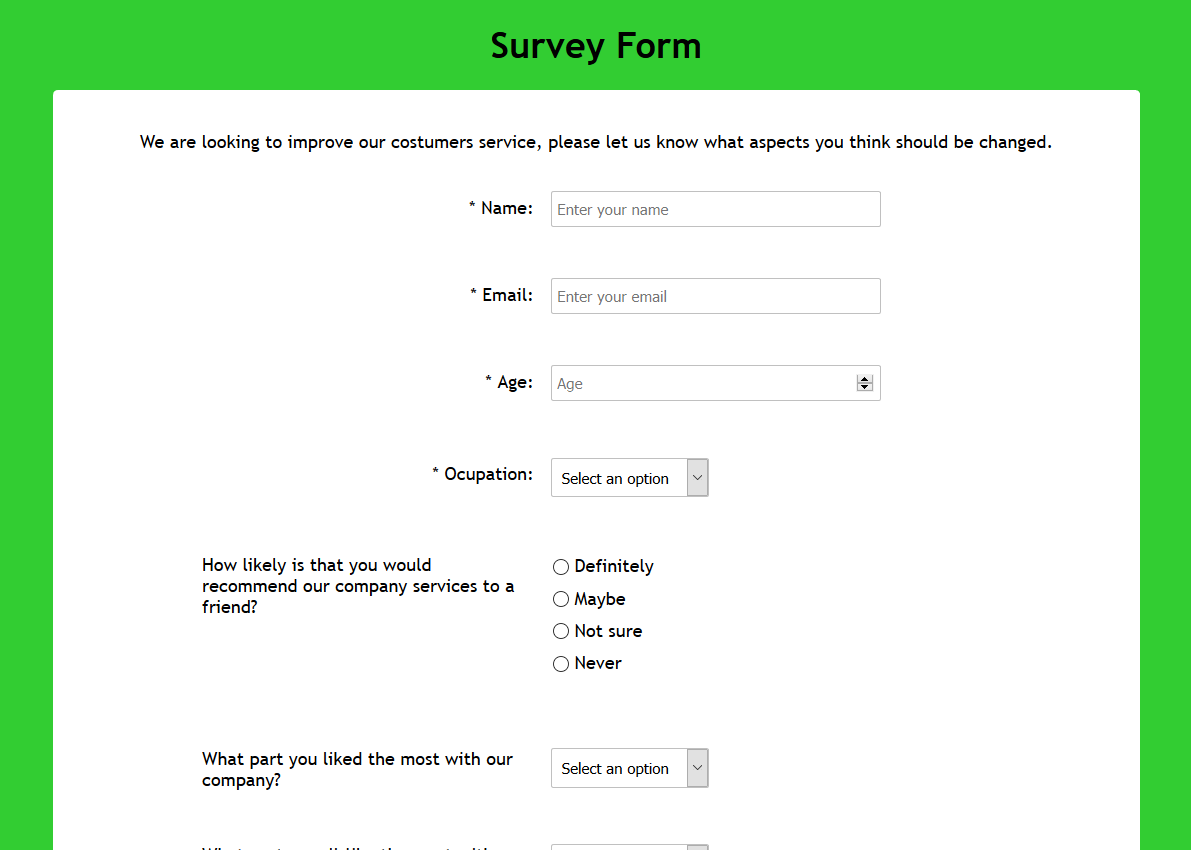 Survey Form
We are looking to improve our costumers service, please let us know what aspects you think should be changed.
* Name:
Enter your name
* Email:
Enter your email
* Age:
Age
* Ocupation:
Select an option
How likely is that you would
recommend our company services to a
friend?
Definitely
Maybe
Not sure
Never
What part you liked the most with our
company?
Select an option